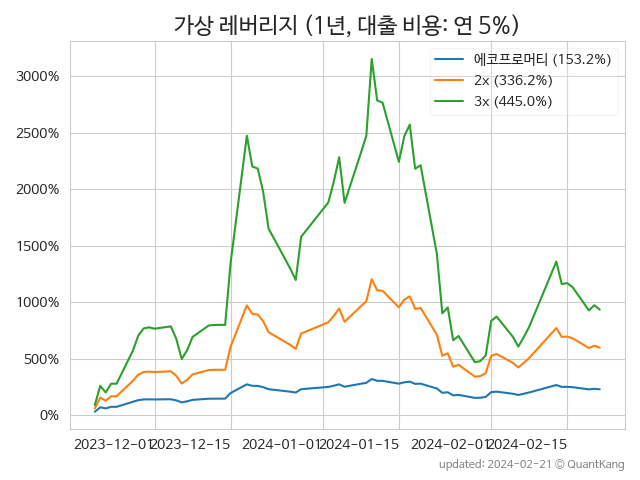 가상 레버리지 (1년, 대출 비용: 연 5%)
에코프로머티 (153.2%)
2x (336.2%)
3x (445.0%)
3000%
2500%
2000%
1500%
1000%
500%
0%
2023-12-01 2023-12-15 2024-01-01 2024-01-15 2024-02-01 2024-02-15
updated: 2024-02-21 © QuantKang